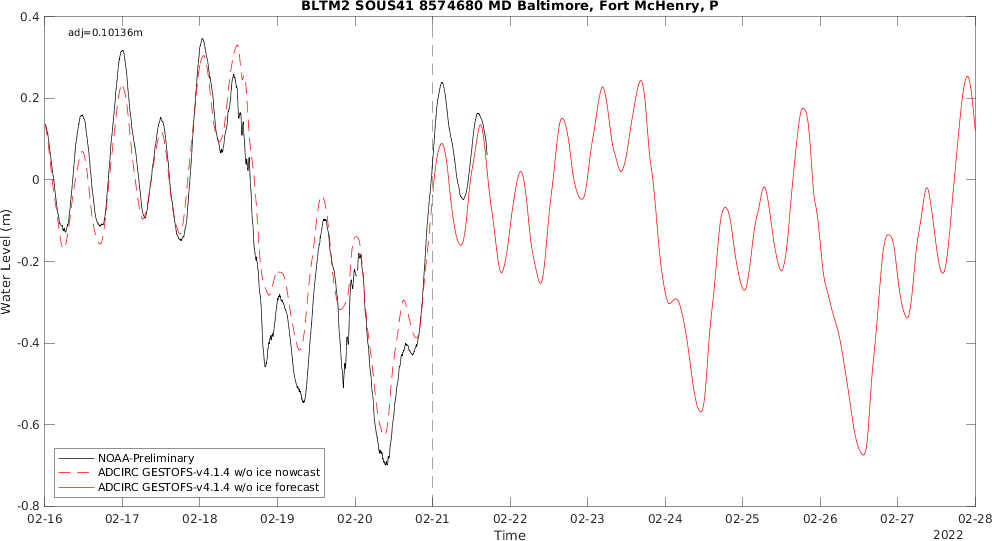 BLTM2 SOUS41 8574680 MD Baltimore, Fort McHenry, P
adj=0.10136m
0.4
0.2
0
-0.2
-0.4
-0.6
-0.8
Water Level (m)
NOAA-Preliminary
ADCIRC GESTOFS-v4.1.4 w/o ice nowcast
ADCIRC GESTOFS-v4.1.4 w/o ice forecast
02-16 02-17 02-18 02-19 02-20 02-21 02-22 02-23 02-24 02-25 02-26 02-27 02-28
Time
2022